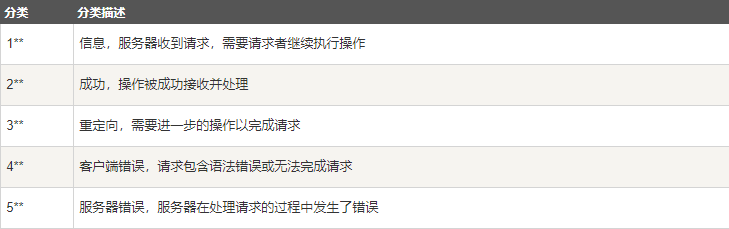 分类 分类描述
1** 信息，服务器收到请求，需要请求者继续执行操作
2** 成功，操作被成功接收并处理
3** 重定向，需要进一步的操作以完成请求
4** 客户端错误，请求包含语法错误或无法完成请求
5** 服务器错误，服务器在处理请求的过程中发生了错误